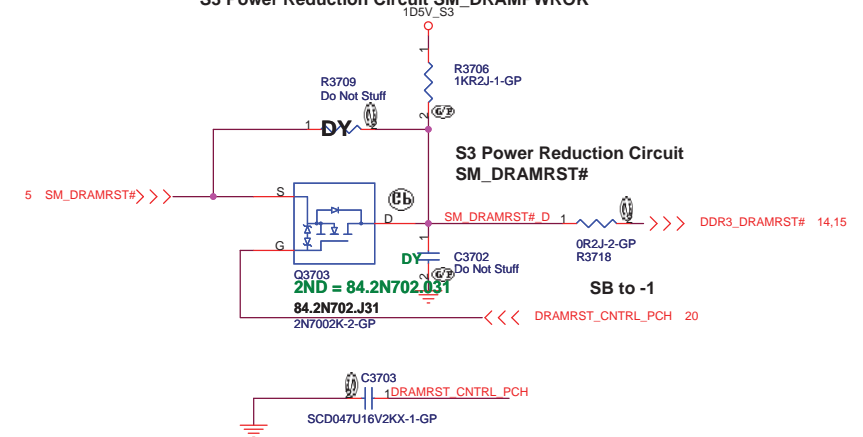 S3 Power Reduction Circuit SM_DRAMPWROK
1D5V_S3
1
R3706
1KR2J-1-GP
2
R3709
Do Not Stuff
1 DY 2
S3 Power Reduction Circuit
SM_DRAMRST#
5 SM_DRAMRST#
S
D
G
SM_DRAMRST#_D 1
2
DDR3_DRAMRST# 14,15
0R2J-2-GP
R3718
1
DY
C3702
Do Not Stuff
2
Q3703
2ND = 84.2N702.031
84.2N702.J31
2N7002K-2-GP
SB to -1
DRAMRST_CNTRL_PCH 20
C3703
2
1 DRAMRST_CNTRL_PCH
SCD047U16V2KX-1-GP